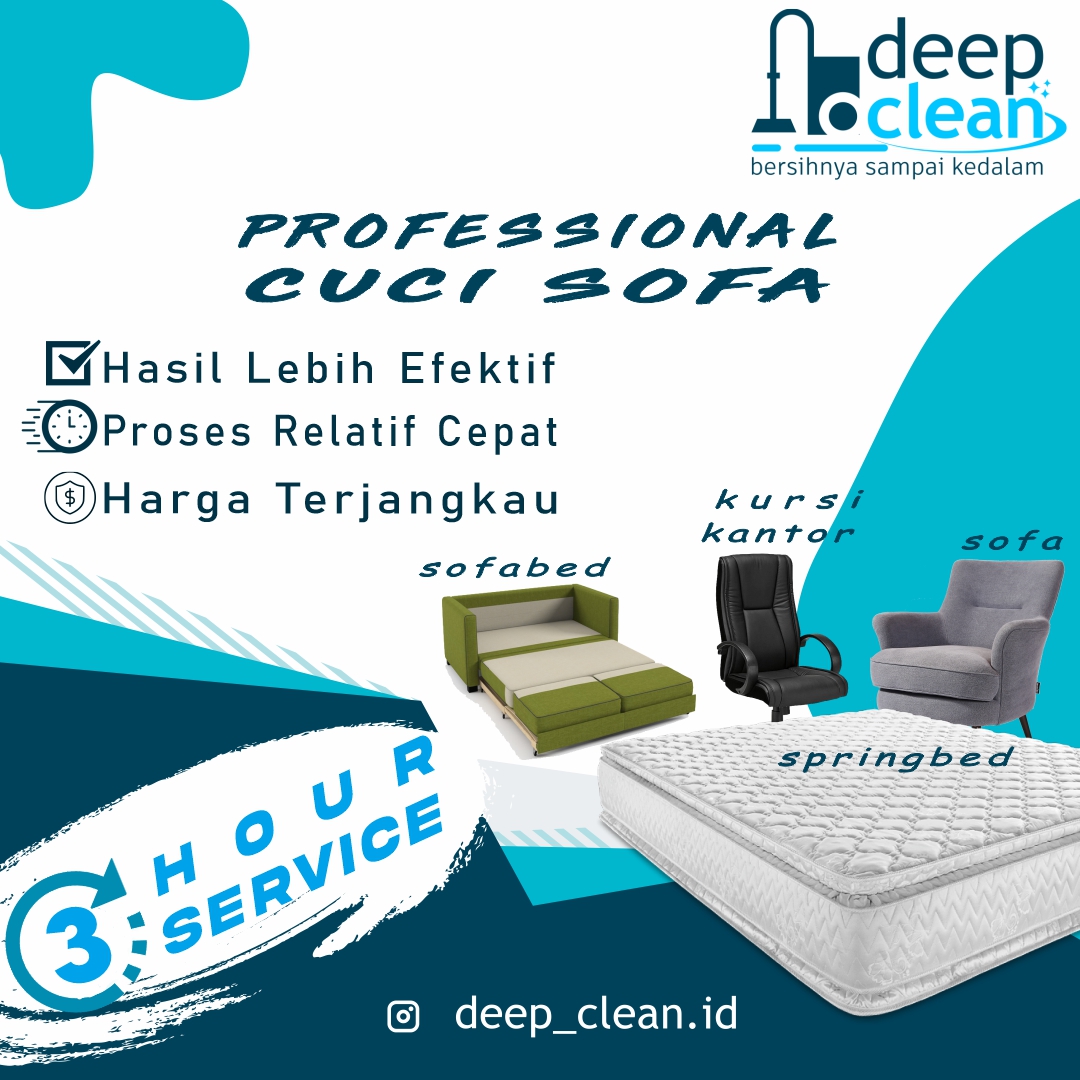 deep
clean
bersihnya sampai kedalam
PROFESSIONAL
CUCI SOFA
Hasil Lebih Efektif
Proses Relatif Cepat
$
Harga Terjangkau
kursi
kantor
sofa
sofabed
springbed
HOUR
3 SERVICE
deep_clean.id